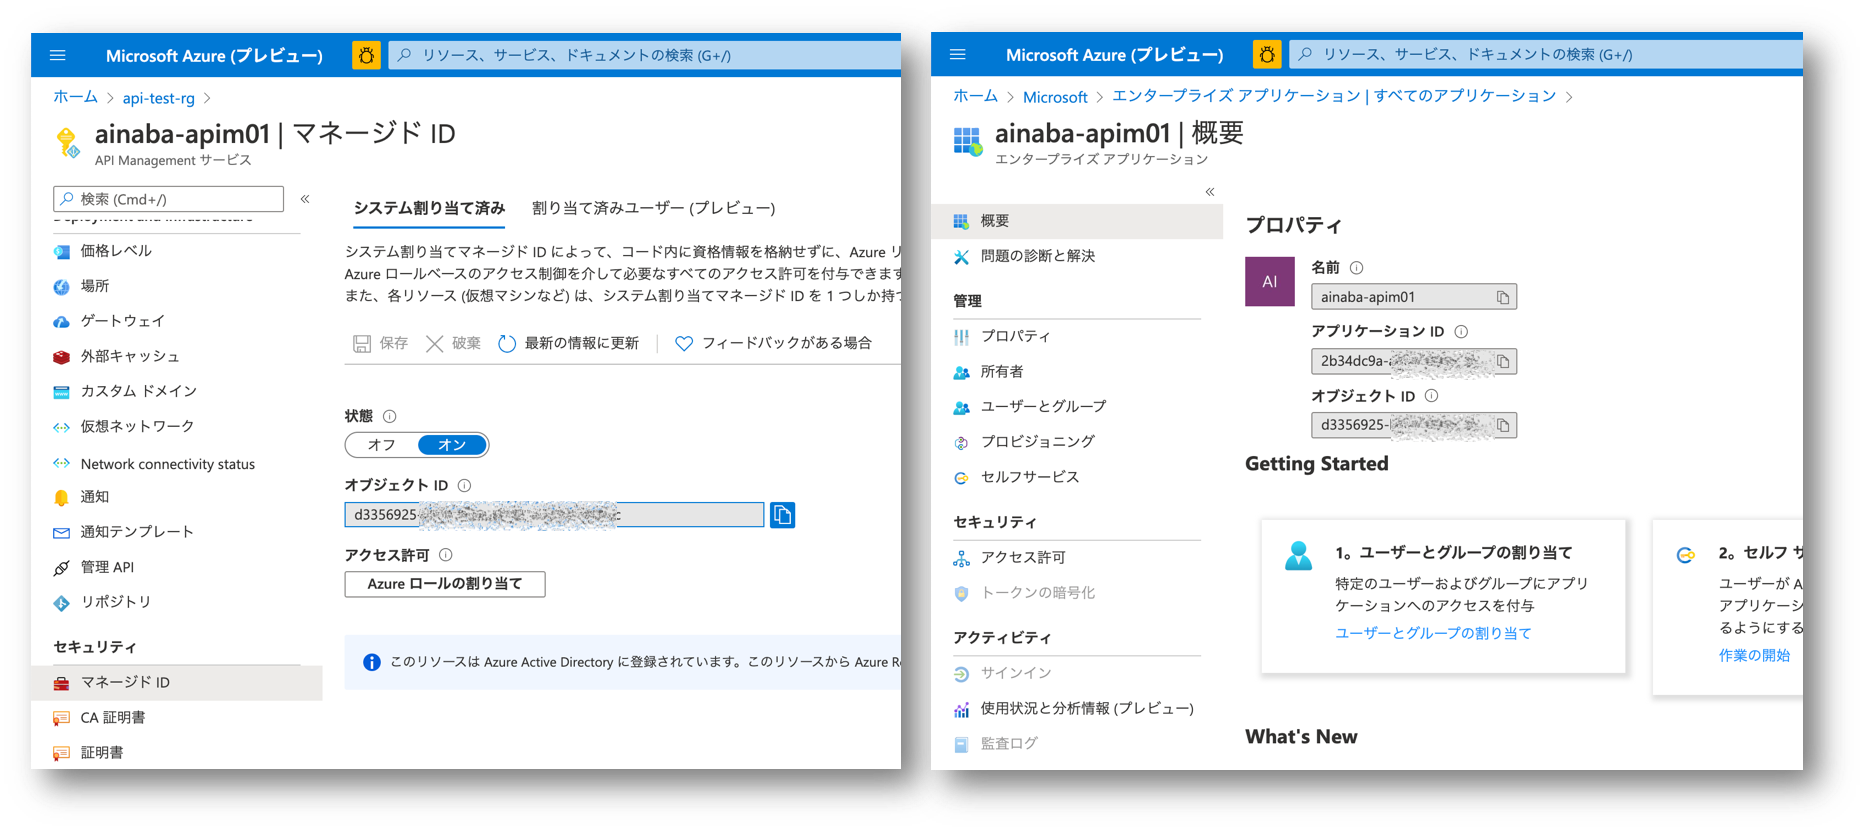 Microsoft Azure (プレビュー)
リソース、サービス、ドキュメントの検索 (G+/)
ホーム > api-test-rg >
ainaba-apim01 | マネージド ID
API Management サービス
検索 (Cmd+/)
«
Deployment and infrastructure
価格レベル
場所
ゲートウェイ
外部キャッシュ
カスタム ドメイン
仮想ネットワーク
Network connectivity status
通知
通知テンプレート
管理 API
リポジトリ
セキュリティ
マネージド ID
CA 証明書
証明書
システム割り当て済み
割り当て済みユーザー (プレビュー)
システム割り当てマネージド ID によって、コード内に資格情報を格納せずに、Azure リ
Azure ロールベースのアクセス制御を介して必要なすべてのアクセス許可を付与できます
また、各リソース (仮想マシンなど) は、システム割り当てマネージド ID を 1 つしか持つ
保存
破棄
最新の情報に更新
フィードバックがある場合
状態
オフ
オン
オブジェクト ID
d3356925-
アクセス許可
Azure ロールの割り当て
このリソースは Azure Active Directory に登録されています。このリソースから Azure Re
Microsoft Azure (プレビュー)
リソース、サービス、ドキュメントの検索 (G+/)
ホーム > Microsoft > エンタープライズ アプリケーション | すべてのアプリケーション >
ainaba-apim01 | 概要
エンタープライズ アプリケーション
«
概要
問題の診断と解決
管理
プロパティ
所有者
ユーザーとグループ
プロビジョニング
セルフサービス
セキュリティ
アクセス許可
トークンの暗号化
アクティビティ
サインイン
使用状況と分析情報 (プレビュー)
監査ログ
プロパティ
AI
名前
ainaba-apim01
アプリケーション ID
2b34dc9a-
オブジェクト ID
d3356925-
Getting Started
1。ユーザーとグループの割り当て
特定のユーザーおよびグループにアプリ
ケーションへのアクセスを付与
ユーザーとグループの割り当て
2。セルフ サ
ユーザーが A
アプリケーシ
るようにする
作業の開始
What's New